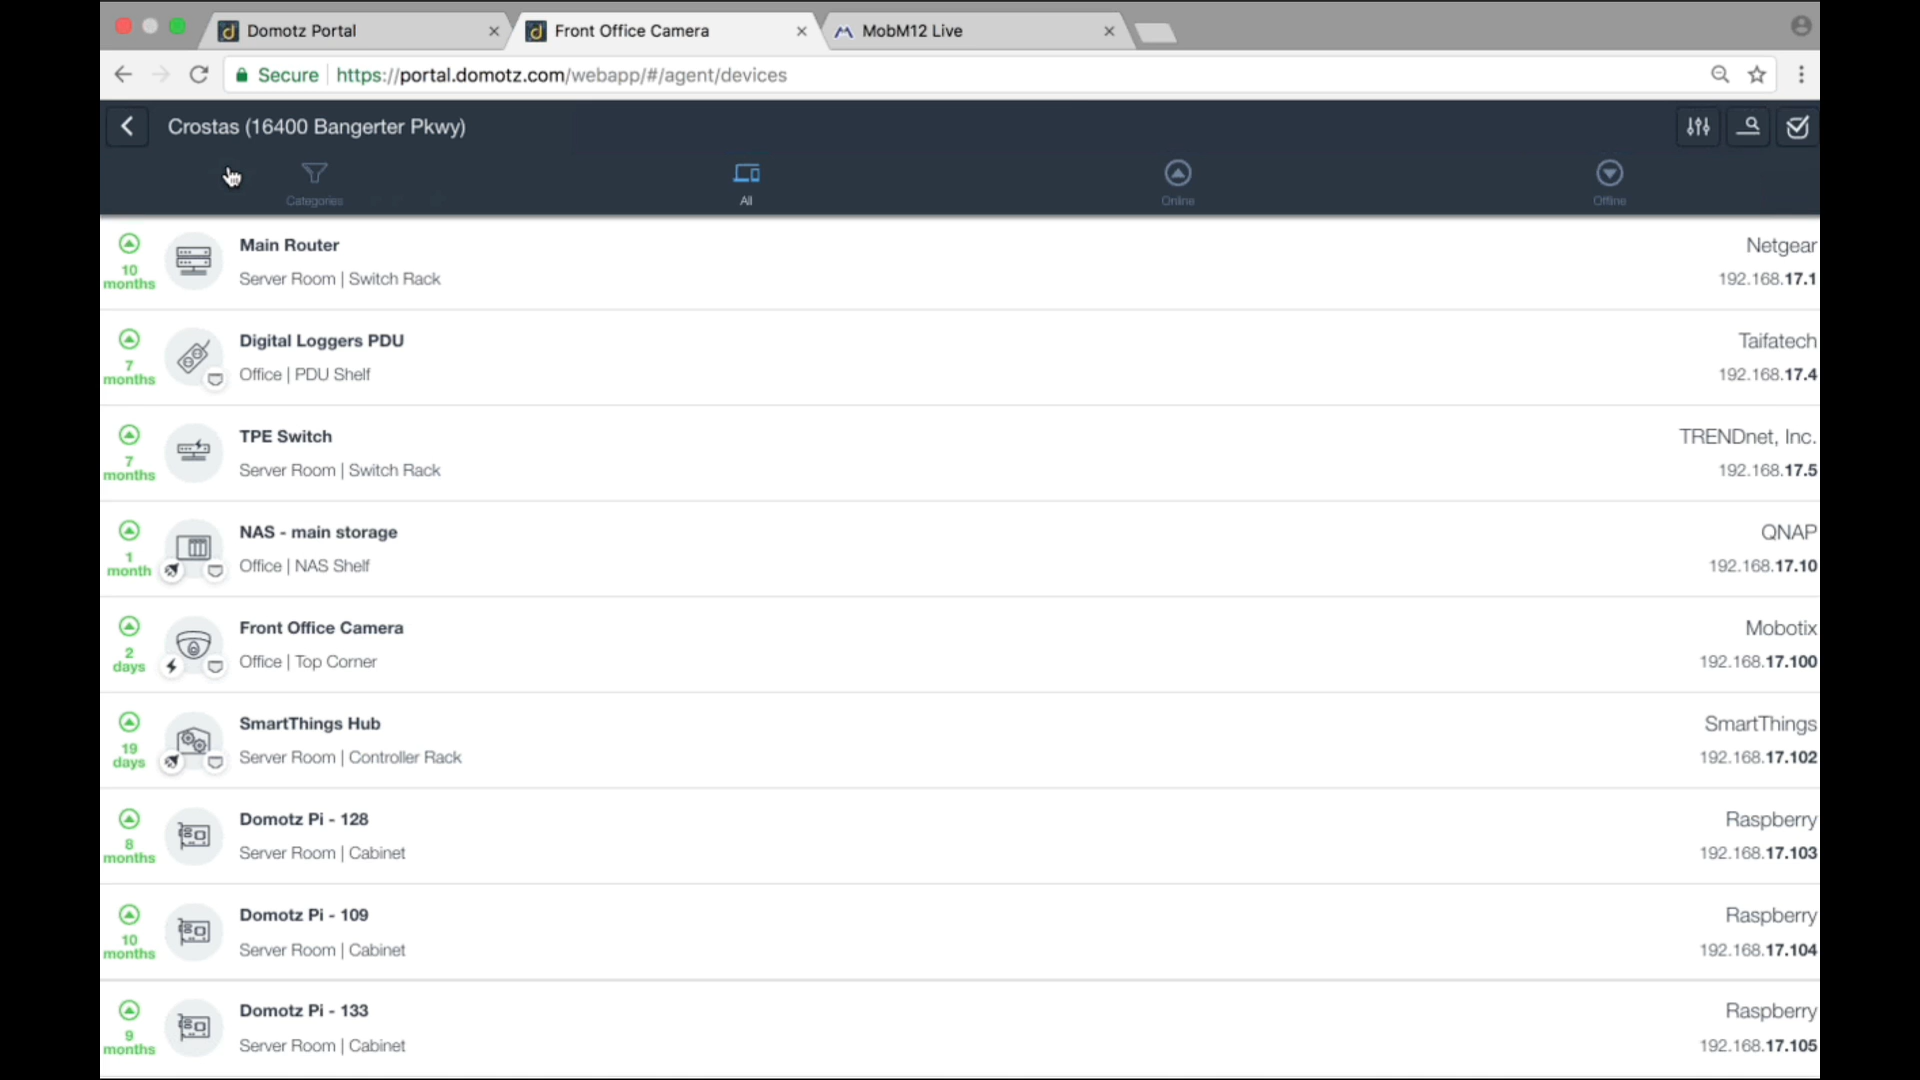 Domotz Portal
Front Office Camera
MobM12 Live
Secure
https://portal.domotz.com/webapp/#/agent/devices
Crostas (16400 Bangerter Pkwy)
Categories
All
Online
Offline
10 months
Main Router
Server Room | Switch Rack
Netgear
192.168.17.1
7 months
Digital Loggers PDU
Office | PDU Shelf
Taifatech
192.168.17.4
7 months
TPE Switch
Server Room | Switch Rack
TRENDnet, Inc.
192.168.17.5
1 month
NAS - main storage
Office | NAS Shelf
QNAP
192.168.17.10
2 days
Front Office Camera
Office | Top Corner
Mobotix
192.168.17.100
19 days
SmartThings Hub
Server Room | Controller Rack
SmartThings
192.168.17.102
8 months
Domotz Pi - 128
Server Room | Cabinet
Raspberry
192.168.17.103
10 months
Domotz Pi - 109
Server Room | Cabinet
Raspberry
192.168.17.104
9 months
Domotz Pi - 133
Server Room | Cabinet
Raspberry
192.168.17.105